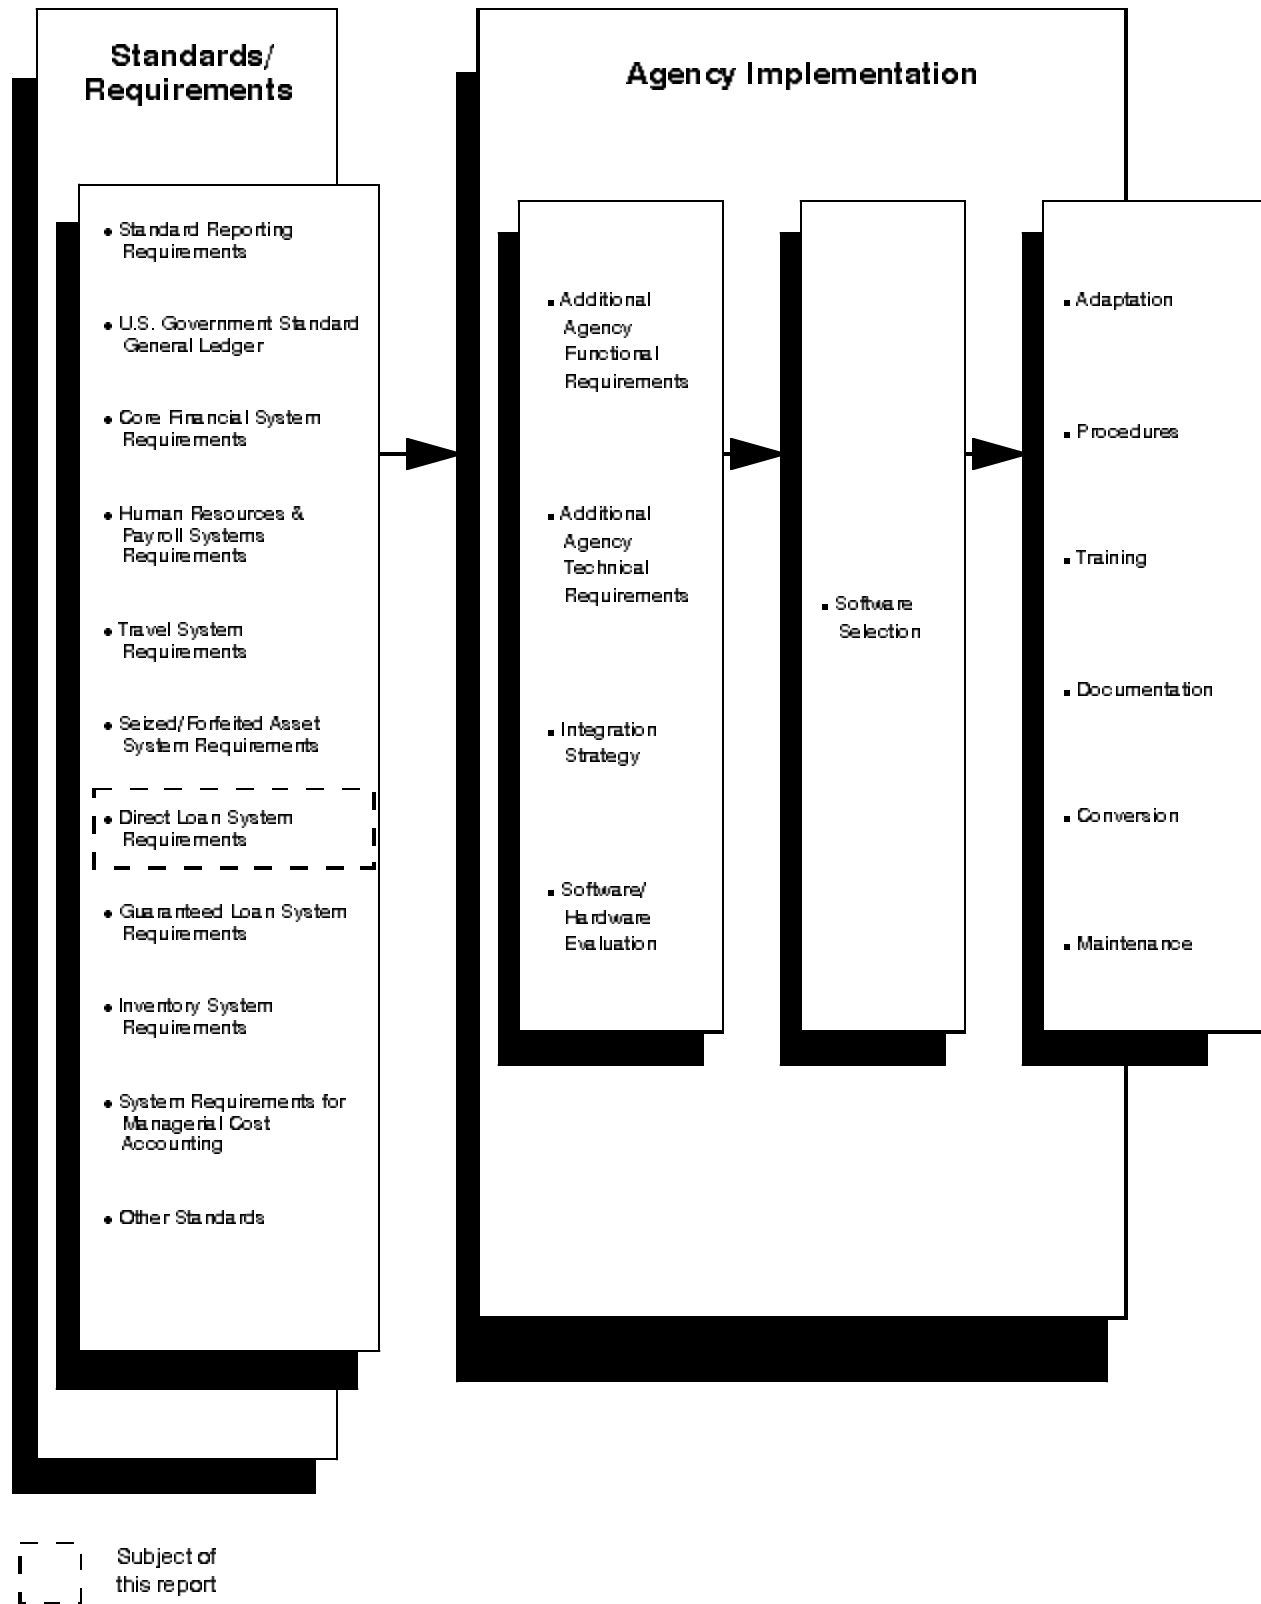 Standards/
Requirements
• Standard Reporting
Requirements
• U.S. Government Standard
General Ledger
• Core Financial System
Requirements
• Human Resources &
Payroll Systems
Requirements
• Travel System
Requirements
• Seized/Forfeited Asset
System Requirements
• Direct Loan System
Requirements
• Guaranteed Loan System
Requirements
• Inventory System
Requirements
• System Requirements for
Managerial Cost
Accounting
• Other Standards
Agency Implementation
▪ Additional
Agency
Functional
Requirements
▪ Additional
Agency
Technical
Requirements
▪ Integration
Strategy
▪ Software/
Hardware
Evaluation
▪ Software
Selection
▪ Adaptation
▪ Procedures
▪ Training
▪ Documentation
▪ Conversion
▪ Maintenance
Subject of
this report